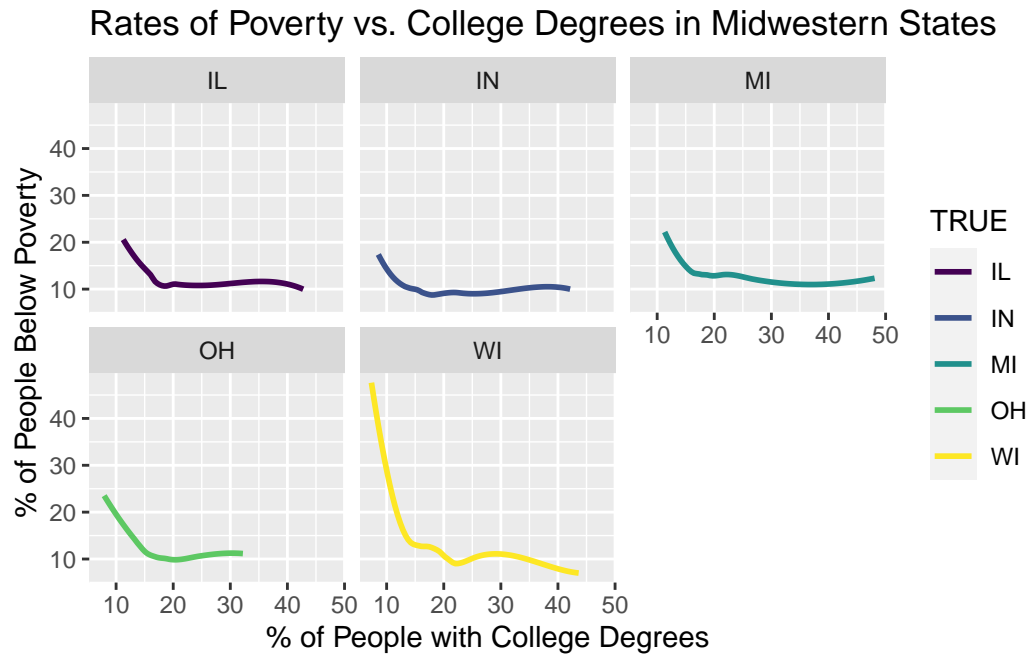 Rates of Poverty vs. College Degrees in Midwestern States
IL IN MI
40
30
20
10
10 20 30 40 50
OH WI
40
30
20
10
10 20 30 40 50 10 20 30 40 50
% of People Below Poverty
% of People with College Degrees
TRUE
IL
IN
MI
OH
WI